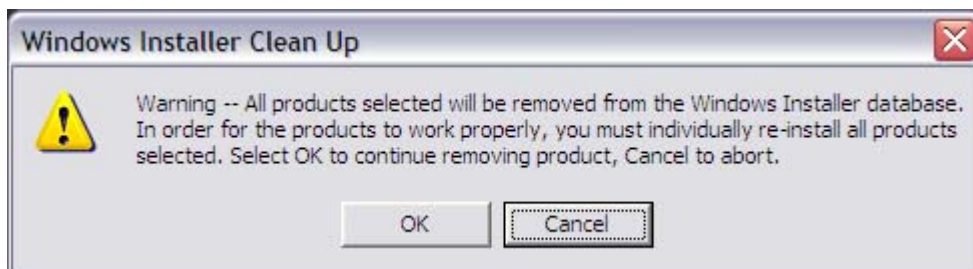 Windows Installer Clean Up
Warning -- All products selected will be removed from the Windows Installer database.
In order for the products to work properly, you must individually re-install all products
selected. Select OK to continue removing product, Cancel to abort.
OK
Cancel